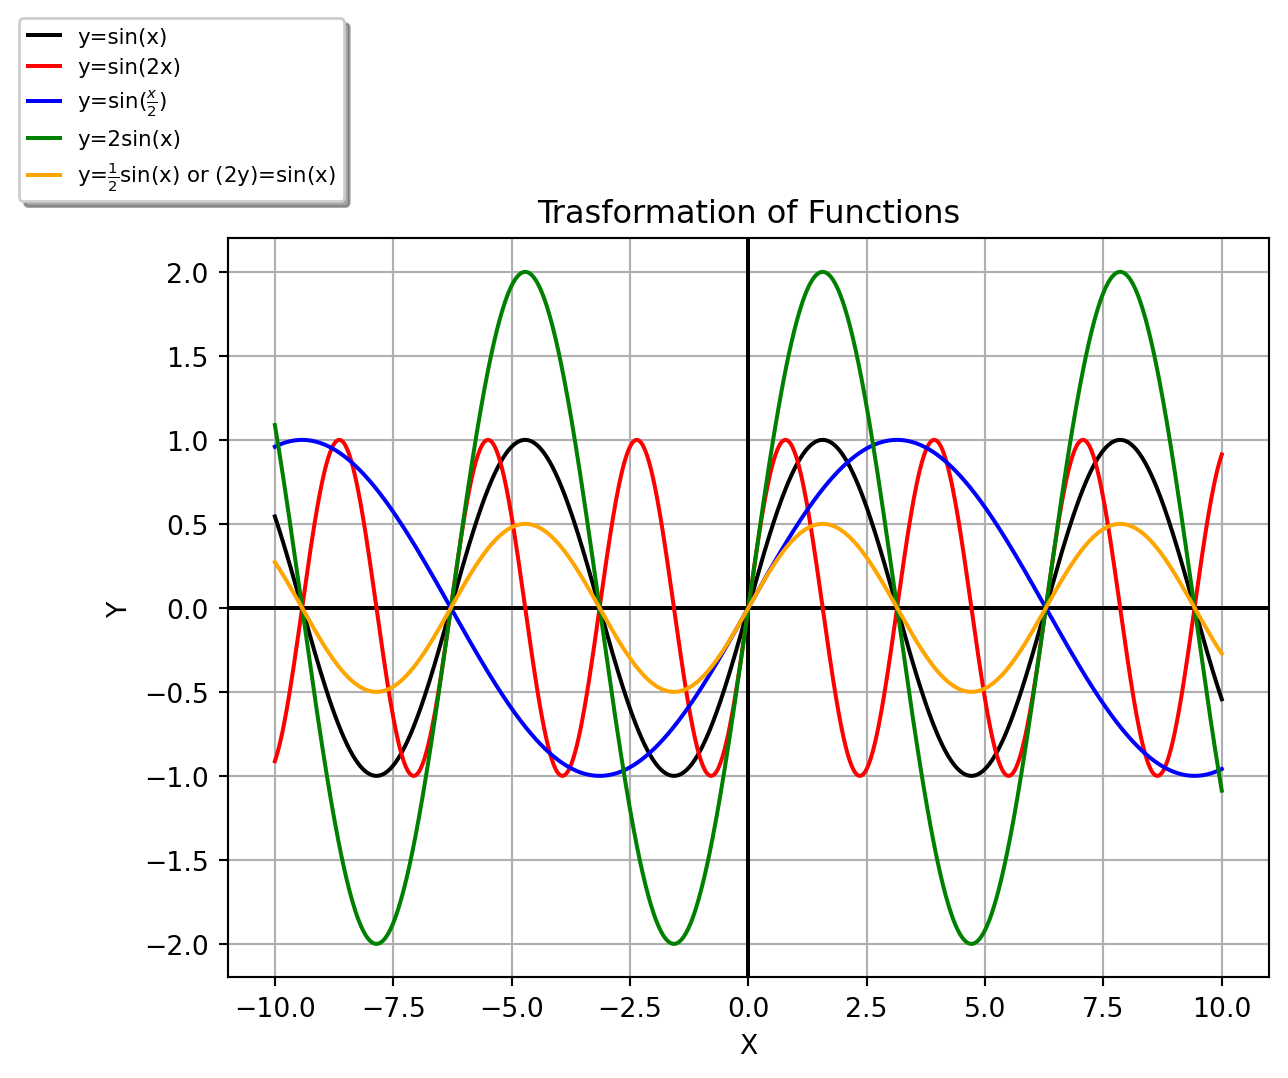 y=sin(x)
y=sin(2x)
y=sin(x/2)
y=2sin(x)
y=1/2sin(x) or (2y)=sin(x)
Trasformation of Functions
2.0
1.5
1.0
0.5
0.0
−0.5
−1.0
−1.5
−2.0
Y
−10.0 −7.5 −5.0 −2.5 0.0 2.5 5.0 7.5 10.0
X